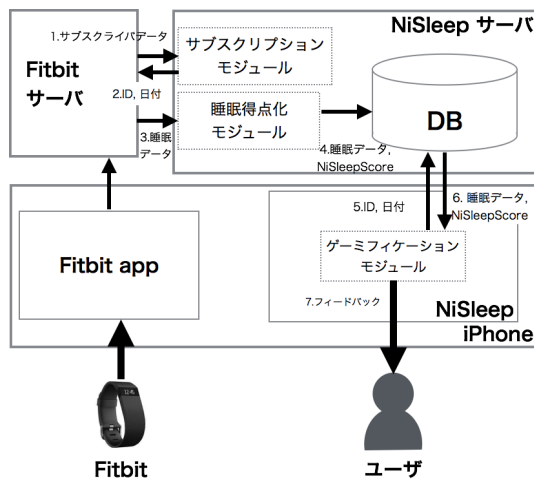 1.サブスクライバデータ
NiSleep サーバ
サブスクリプション
モジュール
Fitbit
サーバ
2.ID, 日付
睡眠得点化
モジュール
DB
3.睡眠
データ
4.睡眠データ,
NiSleepScore
5.ID, 日付
6. 睡眠データ,
NiSleepScore
Fitbit app
ゲーミフィケーション
モジュール
7.フィードバック
NiSleep
iPhone
12:45
Fitbit
ユーザ